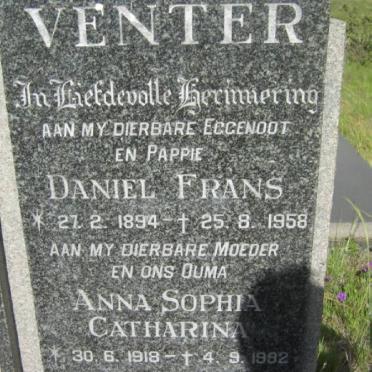 VENTER
In Liefdevolle Herinnering
AAN MY DIERBARE EGGENOOT
EN PAPPIE
DANIEL FRANS
* 27. 2. 1894 - † 25. 8. 1958
AAN MY DIERBARE MOEDER
EN ONS OUMA
ANNA SOPHIA
CATHARINA
* 30. 6. 1918 - † 4. 9. 1992